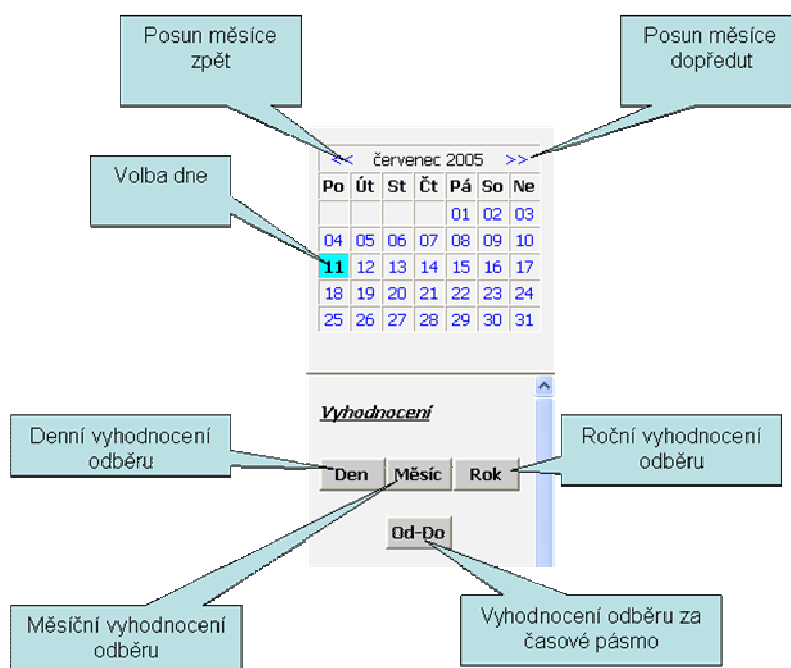 Posun měsíce
zpět
Posun měsíce
dopředut
Volba dne
<< červenec 2005 >>
Po Út St Čt Pá So Ne
01 02 03
04 05 06 07 08 09 10
11 12 13 14 15 16 17
18 19 20 21 22 23 24
25 26 27 28 29 30 31
Vyhodnocení
Denní vyhodnocení
odběru
Roční vyhodnocení
odběru
Den Měsíc Rok
Od-Do
Měsíční vyhodnocení
odběru
Vyhodnocení odběru za
časové pásmo